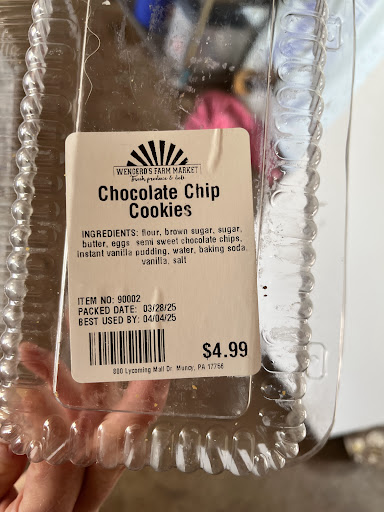 WENGERD'S FARM MARKET
Fresh produce & deli
Chocolate Chip
Cookies
INGREDIENTS: flour, brown sugar, sugar,
butter, eggs, semi sweet chocolate chips,
instant vanilla pudding, water, baking soda,
vanilla, salt
ITEM NO: 90002
PACKED DATE: 03/28/25
BEST USED BY: 04/04/25
$4.99
800 Lycoming Mall Dr. Muncy, PA 17756